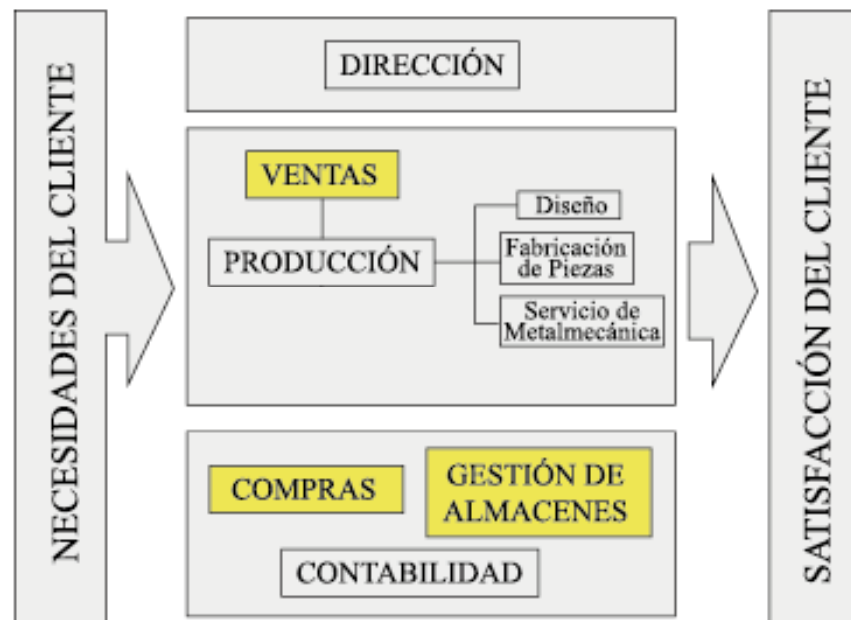 NECESIDADES DEL CLIENTE
DIRECCIÓN
VENTAS
PRODUCCIÓN
Diseño
Fabricación
de Piezas
Servicio de
Metalmecánica
COMPRAS
GESTIÓN DE
ALMACENES
CONTABILIDAD
SATISFACCIÓN DEL CLIENTE